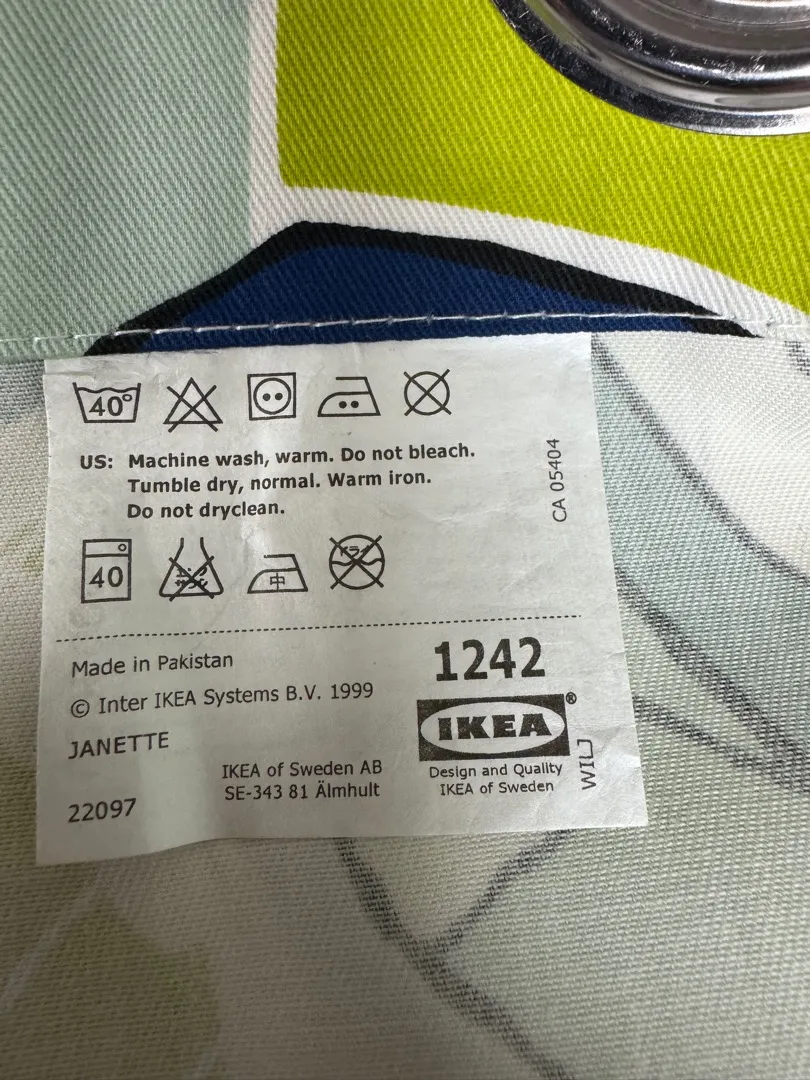 40°
US: Machine wash, warm. Do not bleach.
Tumble dry, normal. Warm iron.
Do not dryclean.
CA 05404
40
中
Made in Pakistan
© Inter IKEA Systems B.V. 1999
JANETTE
22097
IKEA of Sweden AB
SE-343 81 Älmhult
1242
IKEA®
Design and Quality
IKEA of Sweden